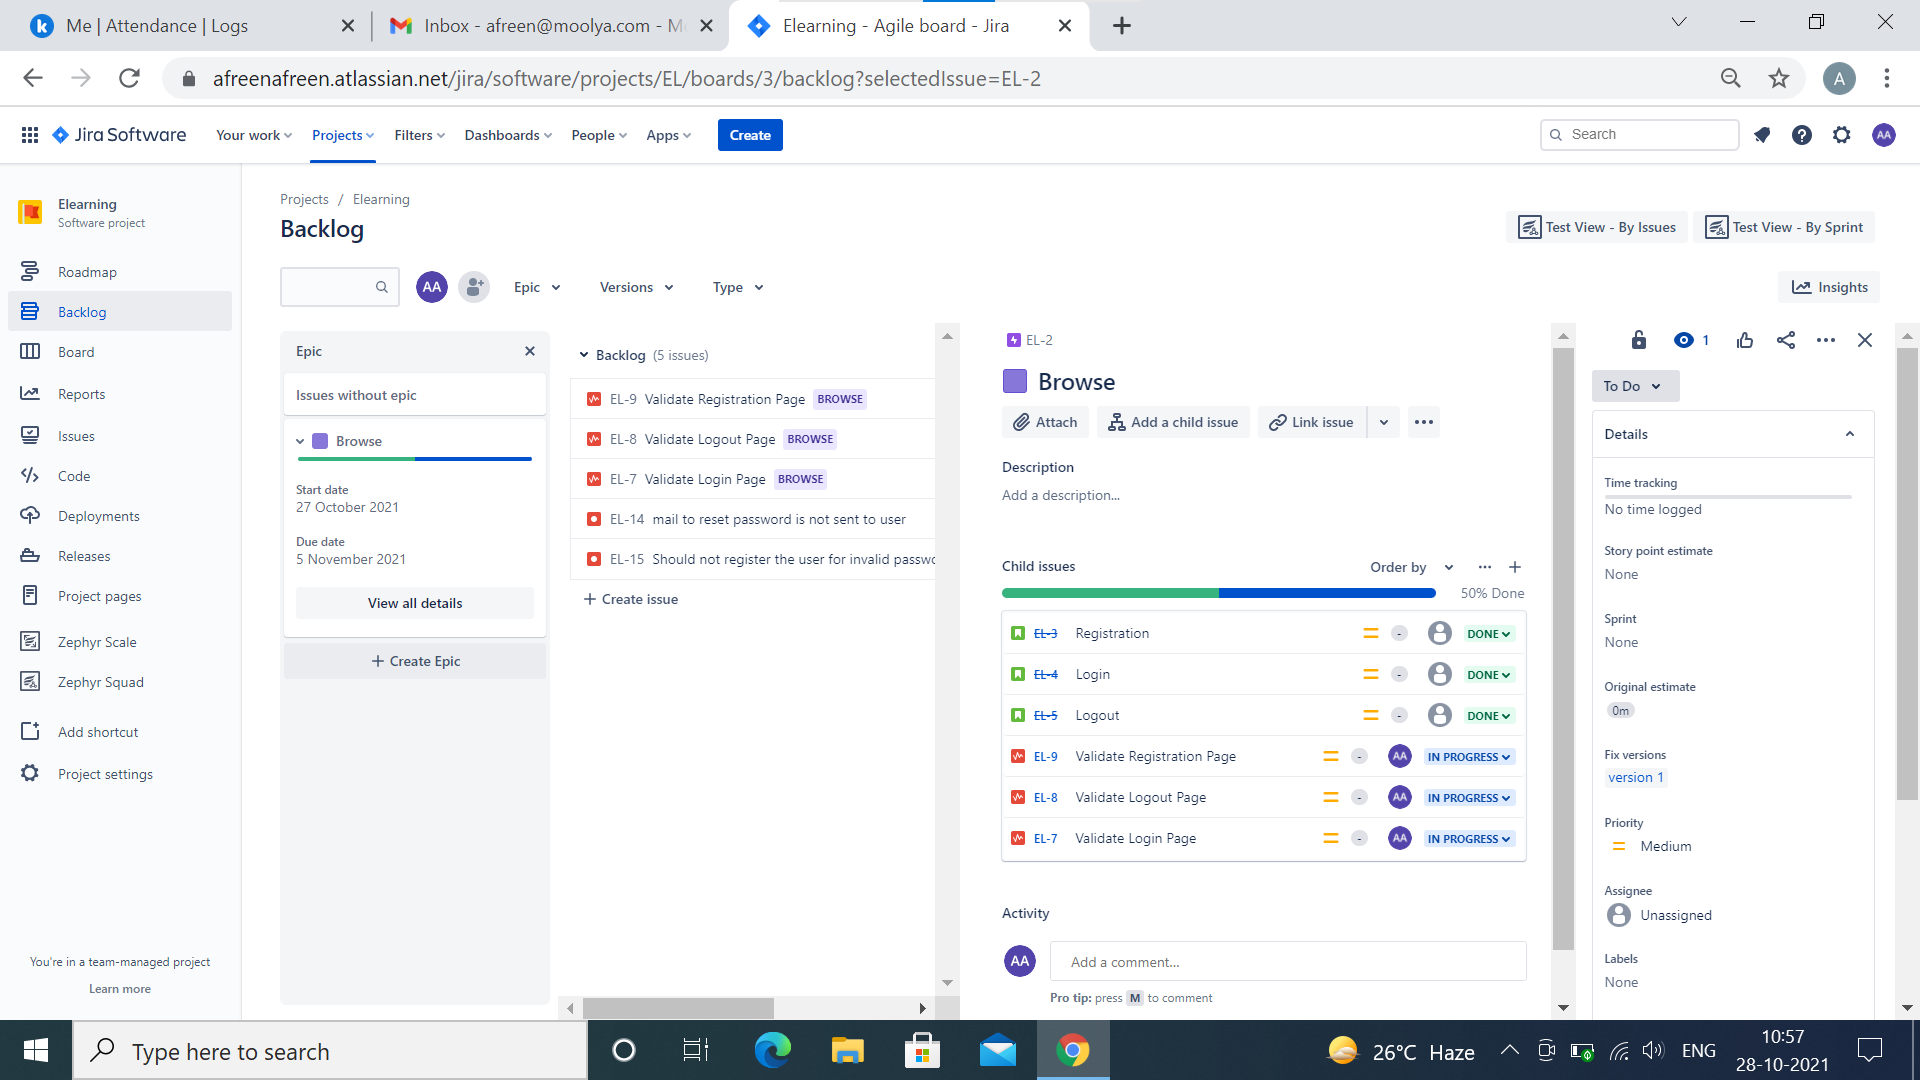 Me | Attendance | Logs
Inbox - afreen@moolya.com - Mo
Elearning - Agile board - Jira
afreenafreen.atlassian.net/jira/software/projects/EL/boards/3/backlog?selectedIssue=EL-2
A
Jira Software
Your work
Projects
Filters
Dashboards
People
Apps
Create
Search
AA
Elearning
Software project
Roadmap
Backlog
Board
Reports
Issues
Code
Deployments
Releases
Project pages
Zephyr Scale
Zephyr Squad
Add shortcut
Project settings
You're in a team-managed project
Learn more
Projects / Elearning
Backlog
Test View - By Issues
Test View - By Sprint
AA
Epic
Versions
Type
Insights
Epic
Issues without epic
Browse
Start date
27 October 2021
Due date
5 November 2021
View all details
+ Create Epic
Backlog (5 issues)
EL-9 Validate Registration Page BROWSE
EL-8 Validate Logout Page BROWSE
EL-7 Validate Login Page BROWSE
EL-14 mail to reset password is not sent to user
EL-15 Should not register the user for invalid passwo
+ Create issue
EL-2
Browse
Attach
Add a child issue
Link issue
Description
Add a description...
Child issues
Order by
50% Done
EL-3 Registration - DONE
EL-4 Login - DONE
EL-5 Logout - DONE
EL-9 Validate Registration Page - AA IN PROGRESS
EL-8 Validate Logout Page - AA IN PROGRESS
EL-7 Validate Login Page - AA IN PROGRESS
Activity
AA
Add a comment...
Pro tip: press M to comment
1
To Do
Details
Time tracking
No time logged
Story point estimate
None
Sprint
None
Original estimate
0m
Fix versions
version 1
Priority
Medium
Assignee
Unassigned
Labels
None
Type here to search
26°C Haze
ENG
10:57
28-10-2021